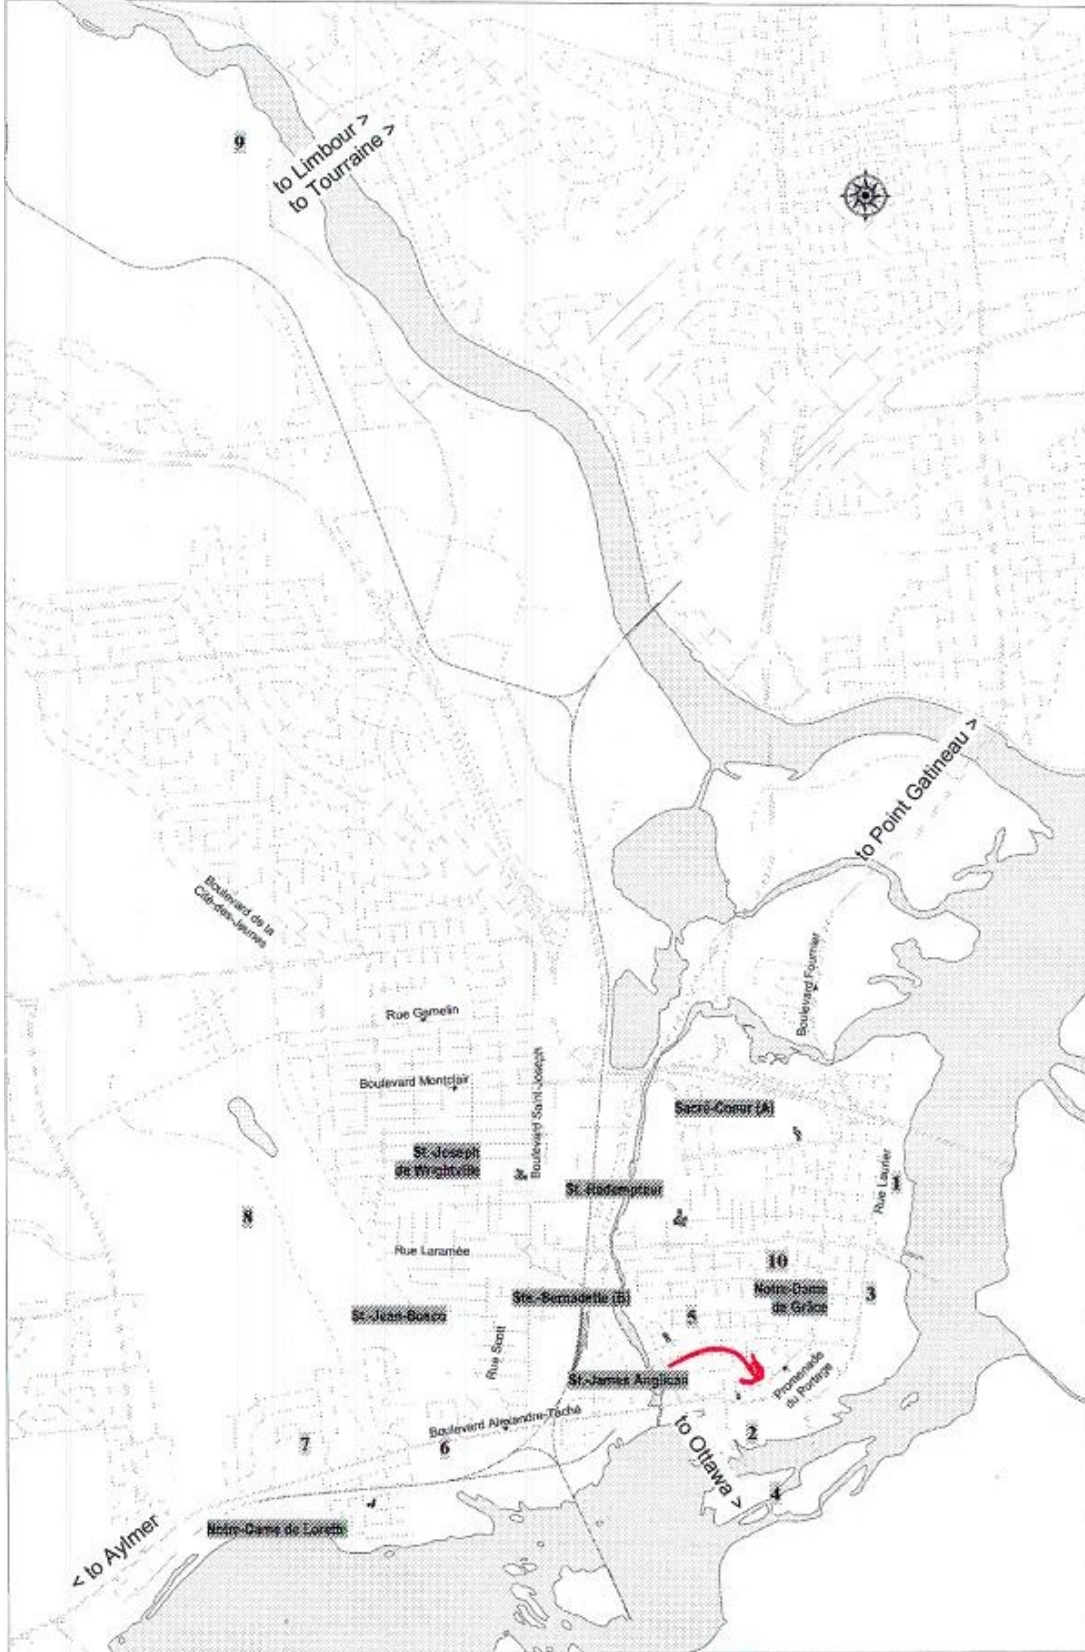 9
to Limbour >
to Tourraine >
to Point Gatineau >
Boulevard de la
Cité-des-Jeunes
Boulevard Fournier
Rue Gamelin
Boulevard Montclair
Boulevard Saint-Joseph
Sacré-Coeur (A)
St.-Joseph
de Wrightville
Rue Laurier
St.-Redempteur
8
Rue Laramée
10
Notre-Dame
de Grâce
3
Ste.-Bernadette (B)
St.-Jean-Bosco
5
Rue Scott
St.-James Anglican
Promenade
du Portage
Boulevard Alexandre-Taché
7
6
2
to Ottawa >
4
Notre-Dame de Lorette
< to Aylmer